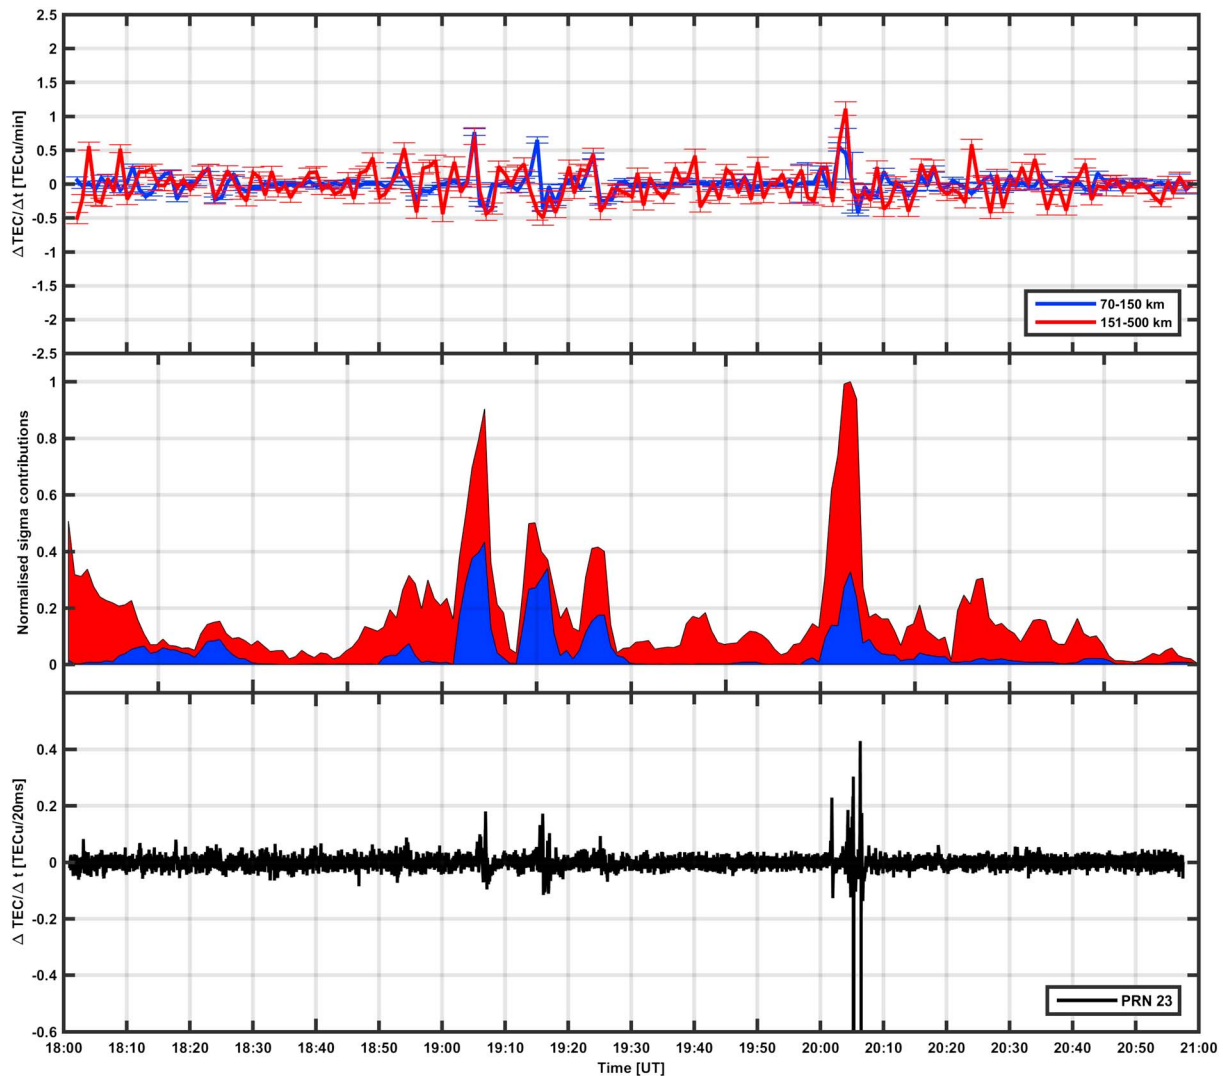 2.5
2
1.5
1
0.5
0
-0.5
-1
-1.5
-2
-2.5
Δ TEC/Δt [TECu/min]
70-150 km
151-500 km
1
0.8
0.6
0.4
0.2
0
Normalised sigma contributions
0.4
0.2
0
-0.2
-0.4
-0.6
Δ TEC/Δ t [TECu/20ms]
PRN 23
18:00 18:10 18:20 18:30 18:40 18:50 19:00 19:10 19:20 19:30 19:40 19:50 20:00 20:10 20:20 20:30 20:40 20:50 21:00
Time [UT]